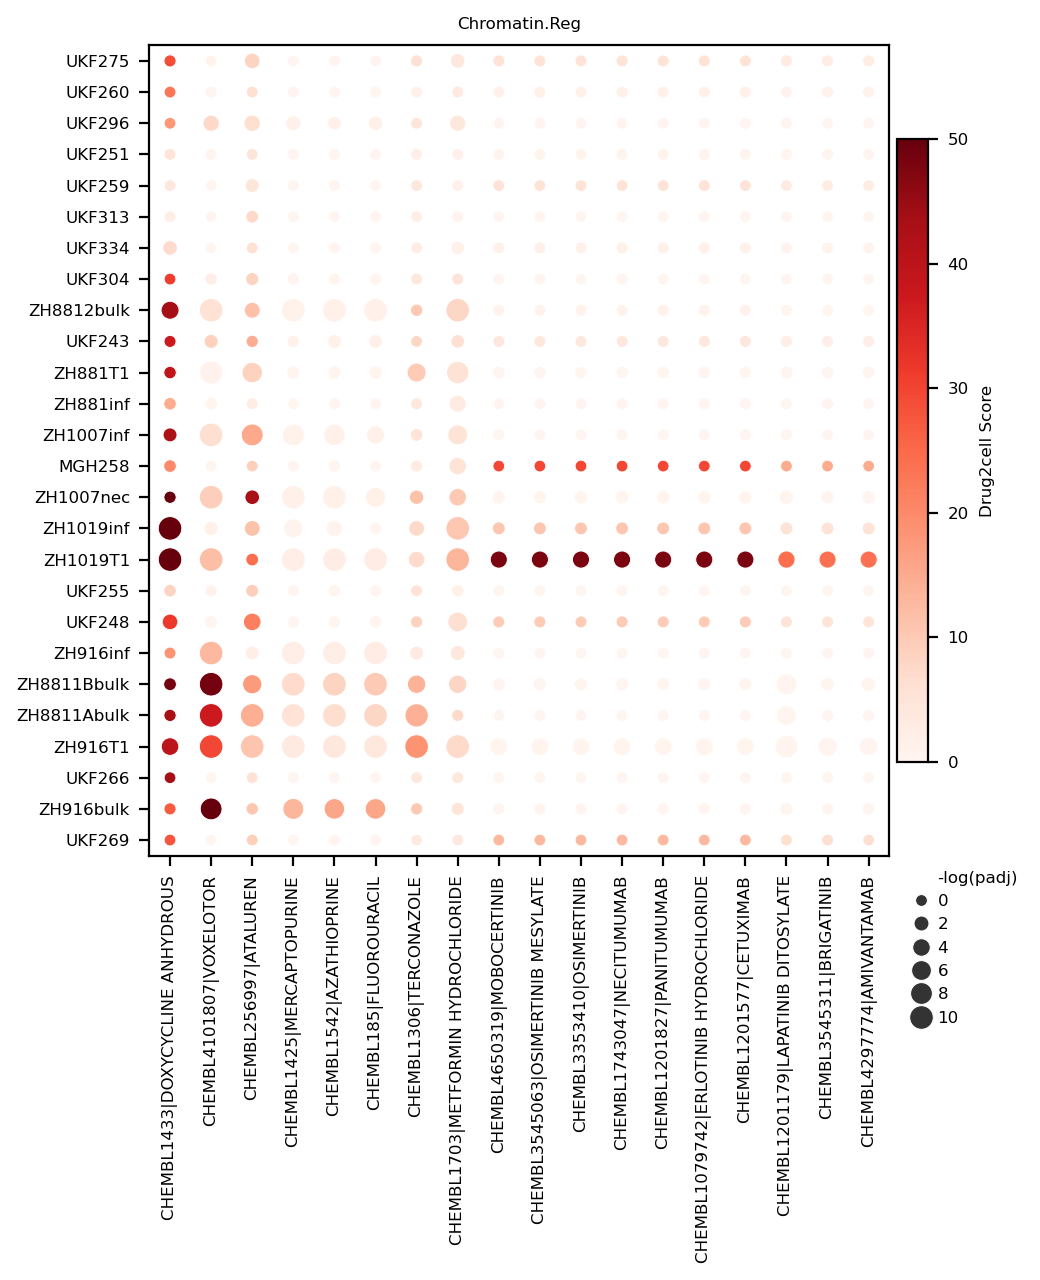 Chromatin.Reg
UKF275
UKF260
UKF296
UKF251
UKF259
UKF313
UKF334
UKF304
ZH8812bulk
UKF243
ZH881T1
ZH881inf
ZH1007inf
MGH258
ZH1007nec
ZH1019inf
ZH1019T1
UKF255
UKF248
ZH916inf
ZH8811Bbulk
ZH8811Abulk
ZH916T1
UKF266
ZH916bulk
UKF269
CHEMBL1433|DOXYCYCLINE ANHYDROUS
CHEMBL4101807|VOXELOTOR
CHEMBL256997|ATALUREN
CHEMBL1425|MERCAPTOPURINE
CHEMBL1542|AZATHIOPRINE
CHEMBL185|FLUOROURACIL
CHEMBL1306|TERCONAZOLE
CHEMBL1703|METFORMIN HYDROCHLORIDE
CHEMBL4650319|MOBOCERTINIB
CHEMBL3545063|OSIMERTINIB MESYLATE
CHEMBL3353410|OSIMERTINIB
CHEMBL1743047|NECITUMUMAB
CHEMBL1201827|PANITUMUMAB
CHEMBL1079742|ERLOTINIB HYDROCHLORIDE
CHEMBL1201577|CETUXIMAB
CHEMBL1201179|LAPATINIB DITOSYLATE
CHEMBL3545311|BRIGATINIB
CHEMBL4297774|AMIVANTAMAB
50
40
30
20
10
0
Drug2cell Score
-log(padj)
0
2
4
6
8
10